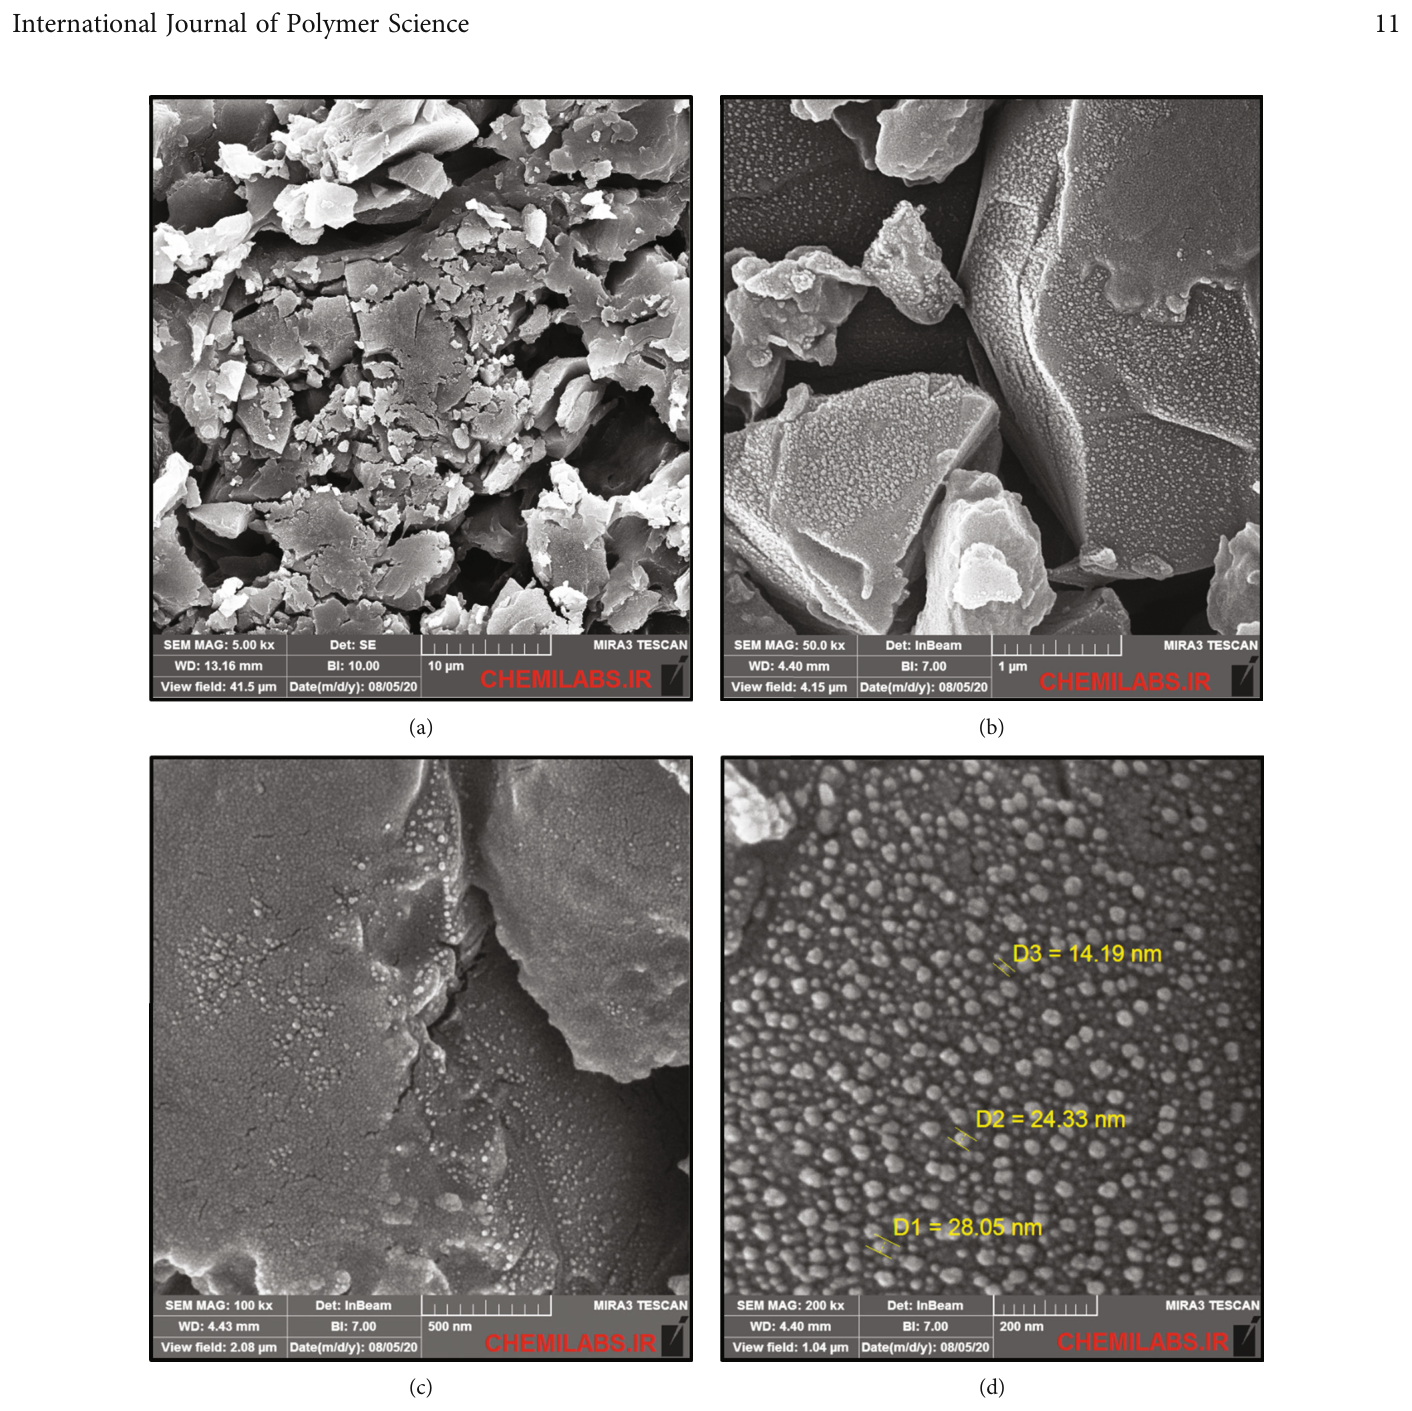 International Journal of Polymer Science 11
SEM MAG: 5.00 kx Det: SE MIRA3 TESCAN
WD: 13.16 mm BI: 10.00 10 µm
View field: 41.5 µm Date(m/d/y): 08/05/20 CHEMILABS.IR
(a)
SEM MAG: 50.0 kx Det: InBeam MIRA3 TESCAN
WD: 4.40 mm BI: 7.00 1 µm
View field: 4.15 µm Date(m/d/y): 08/05/20 CHEMILABS.IR
(b)
SEM MAG: 100 kx Det: InBeam MIRA3 TESCAN
WD: 4.43 mm BI: 7.00 500 nm
View field: 2.08 µm Date(m/d/y): 08/05/20 CHEMILABS.IR
(c)
D3 = 14.19 nm
D2 = 24.33 nm
D1 = 28.05 nm
SEM MAG: 200 kx Det: InBeam MIRA3 TESCAN
WD: 4.40 mm BI: 7.00 200 nm
View field: 1.04 µm Date(m/d/y): 08/05/20 CHEMILABS.IR
(d)